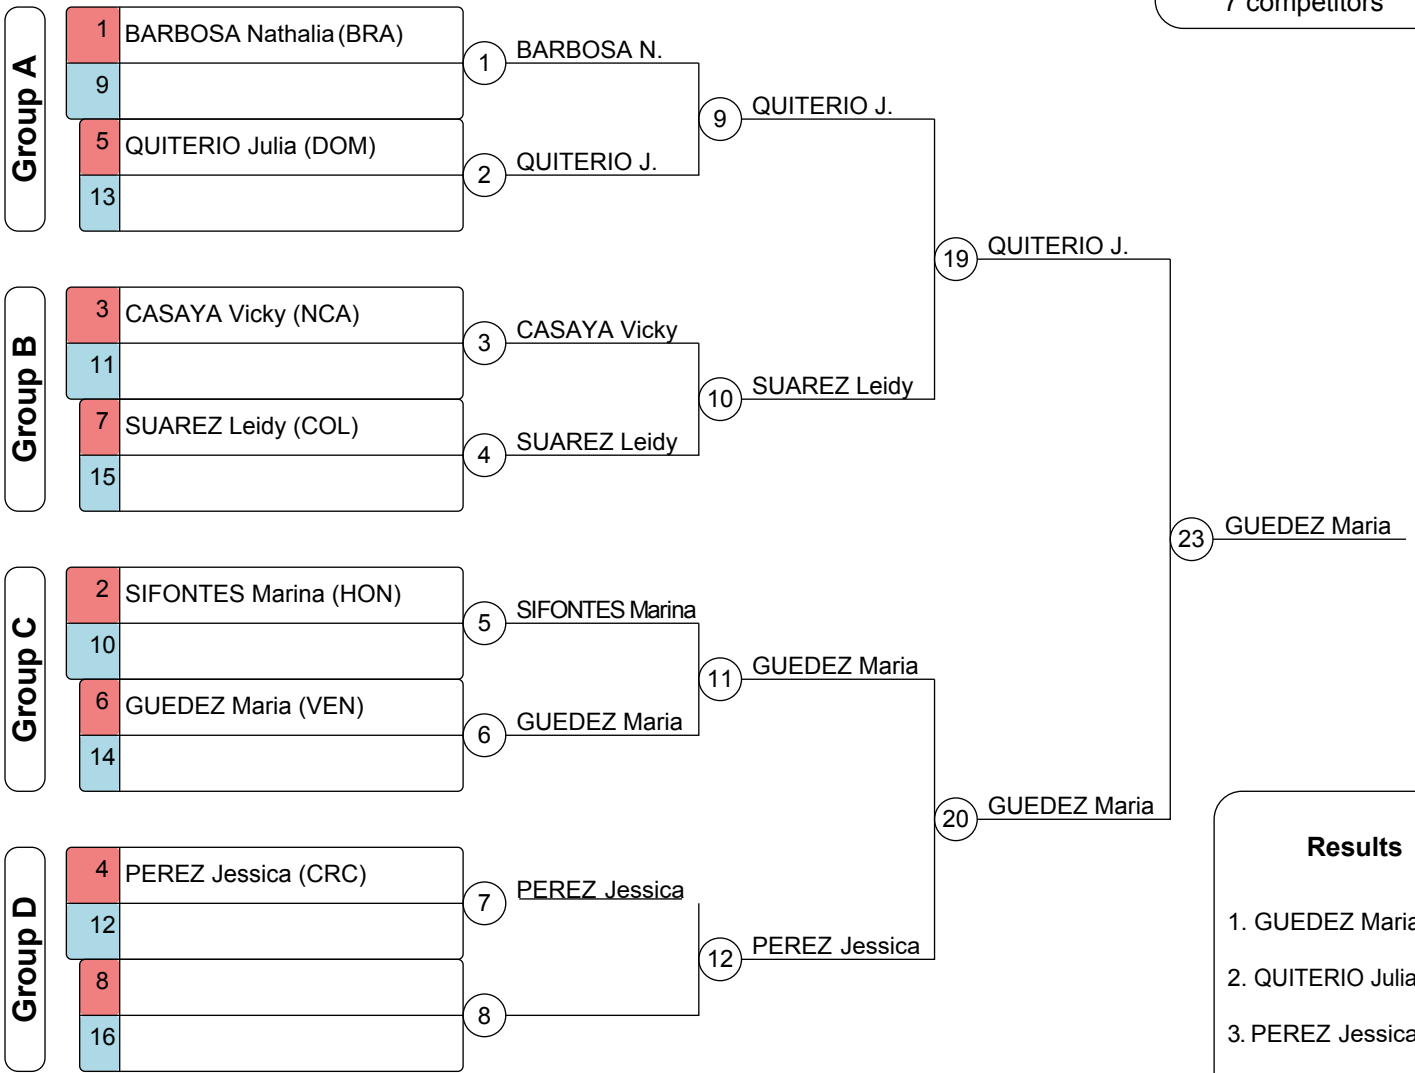 7 competitors
Group A
1 BARBOSA Nathalia (BRA)
9
5 QUITERIO Julia (DOM)
13
1 BARBOSA N.
2 QUITERIO J.
9 QUITERIO J.
Group B
3 CASAYA Vicky (NCA)
11
7 SUAREZ Leidy (COL)
15
3 CASAYA Vicky
4 SUAREZ Leidy
10 SUAREZ Leidy
19 QUITERIO J.
Group C
2 SIFONTES Marina (HON)
10
6 GUEDEZ Maria (VEN)
14
5 SIFONTES Marina
6 GUEDEZ Maria
11 GUEDEZ Maria
Group D
4 PEREZ Jessica (CRC)
12
8
16
7 PEREZ Jessica
8
12 PEREZ Jessica
20 GUEDEZ Maria
23 GUEDEZ Maria
Results
1. GUEDEZ Maria
2. QUITERIO Julia
3. PEREZ Jessica